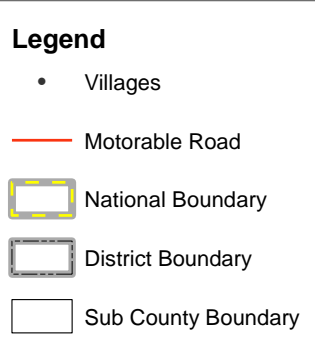 Legend
Villages
Motorable Road
National Boundary
District Boundary
Sub County Boundary